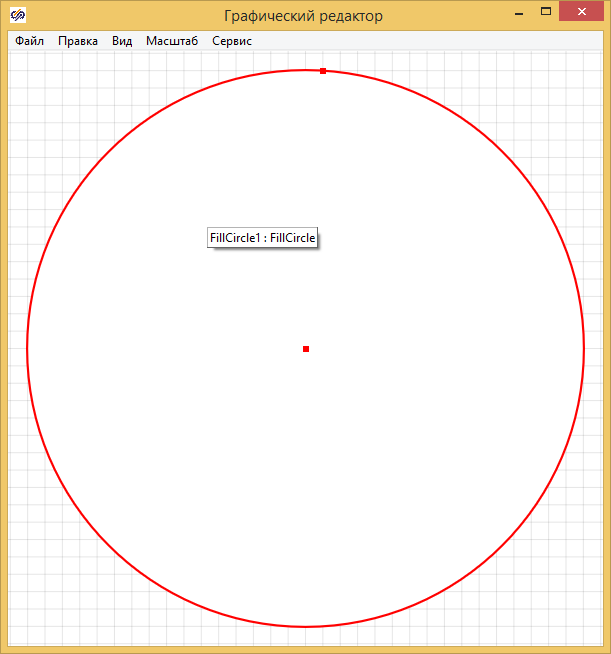 Графический редактор
Файл Правка Вид Масштаб Сервис
FillCircle1 : FillCircle